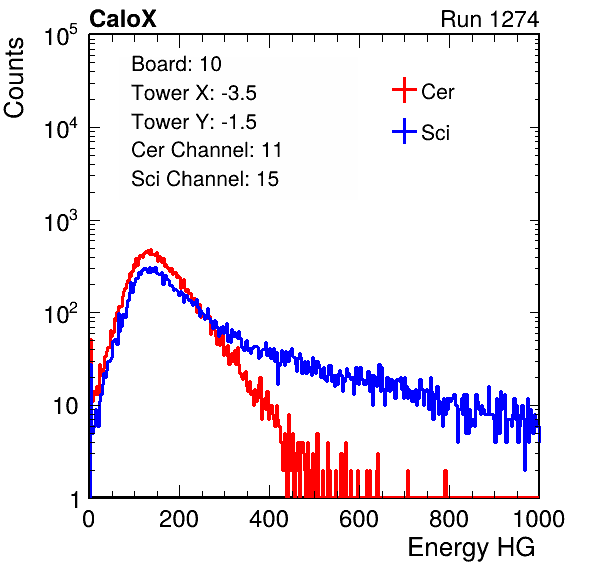 CaloX Run 1274
Counts
Board: 10
Tower X: -3.5
Tower Y: -1.5
Cer Channel: 11
Sci Channel: 15
Cer
Sci
10^5
10^4
10^3
10^2
10
1
0 200 400 600 800 1000
Energy HG